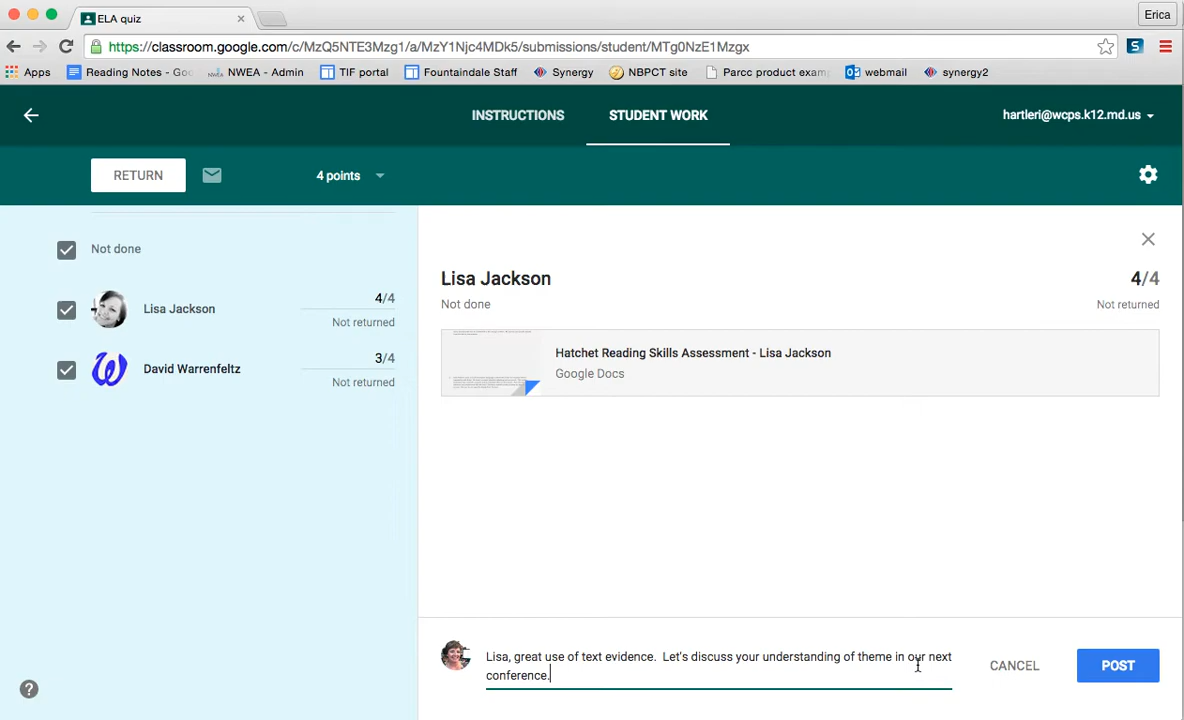 ELA quiz
Erica
https://classroom.google.com/c/MzQ5NTE3Mzg1/a/MzY1Njc4MDk5/submissions/student/MTg0NzE1Mzgx
Apps
Reading Notes - Goo
NWEA - Admin
TIF portal
Fountaindale Staff
Synergy
NBPCT site
Parcc product exam
webmail
synergy2
INSTRUCTIONS
STUDENT WORK
hartleri@wcps.k12.md.us
RETURN
4 points
Not done
Lisa Jackson
4/4
Not returned
David Warrenfeltz
3/4
Not returned
Lisa Jackson
4/4
Not done
Not returned
Hatchet Reading Skills Assessment - Lisa Jackson
Google Docs
Lisa, great use of text evidence.  Let's discuss your understanding of theme in our next
conference.
CANCEL
POST